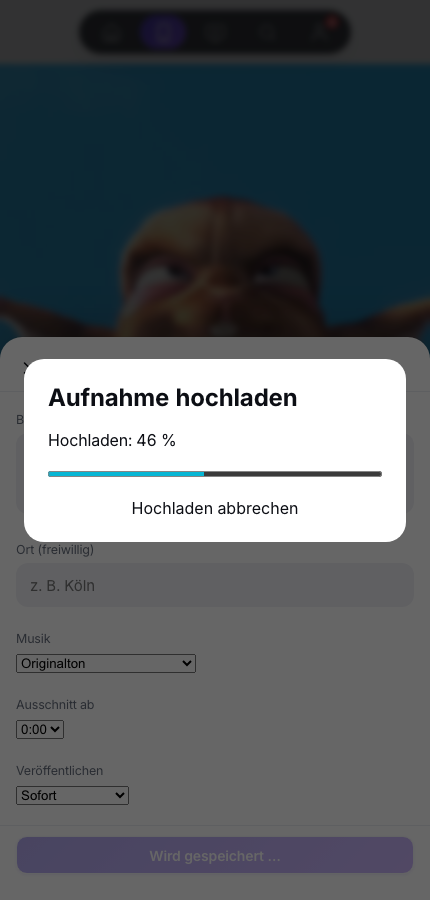 Aufnahme hochladen
Hochladen: 46 %
Hochladen abbrechen
Ort (freiwillig)
z. B. Köln
Musik
Originalton
Ausschnitt ab
0:00
Veröffentlichen
Sofort
Wird gespeichert ...